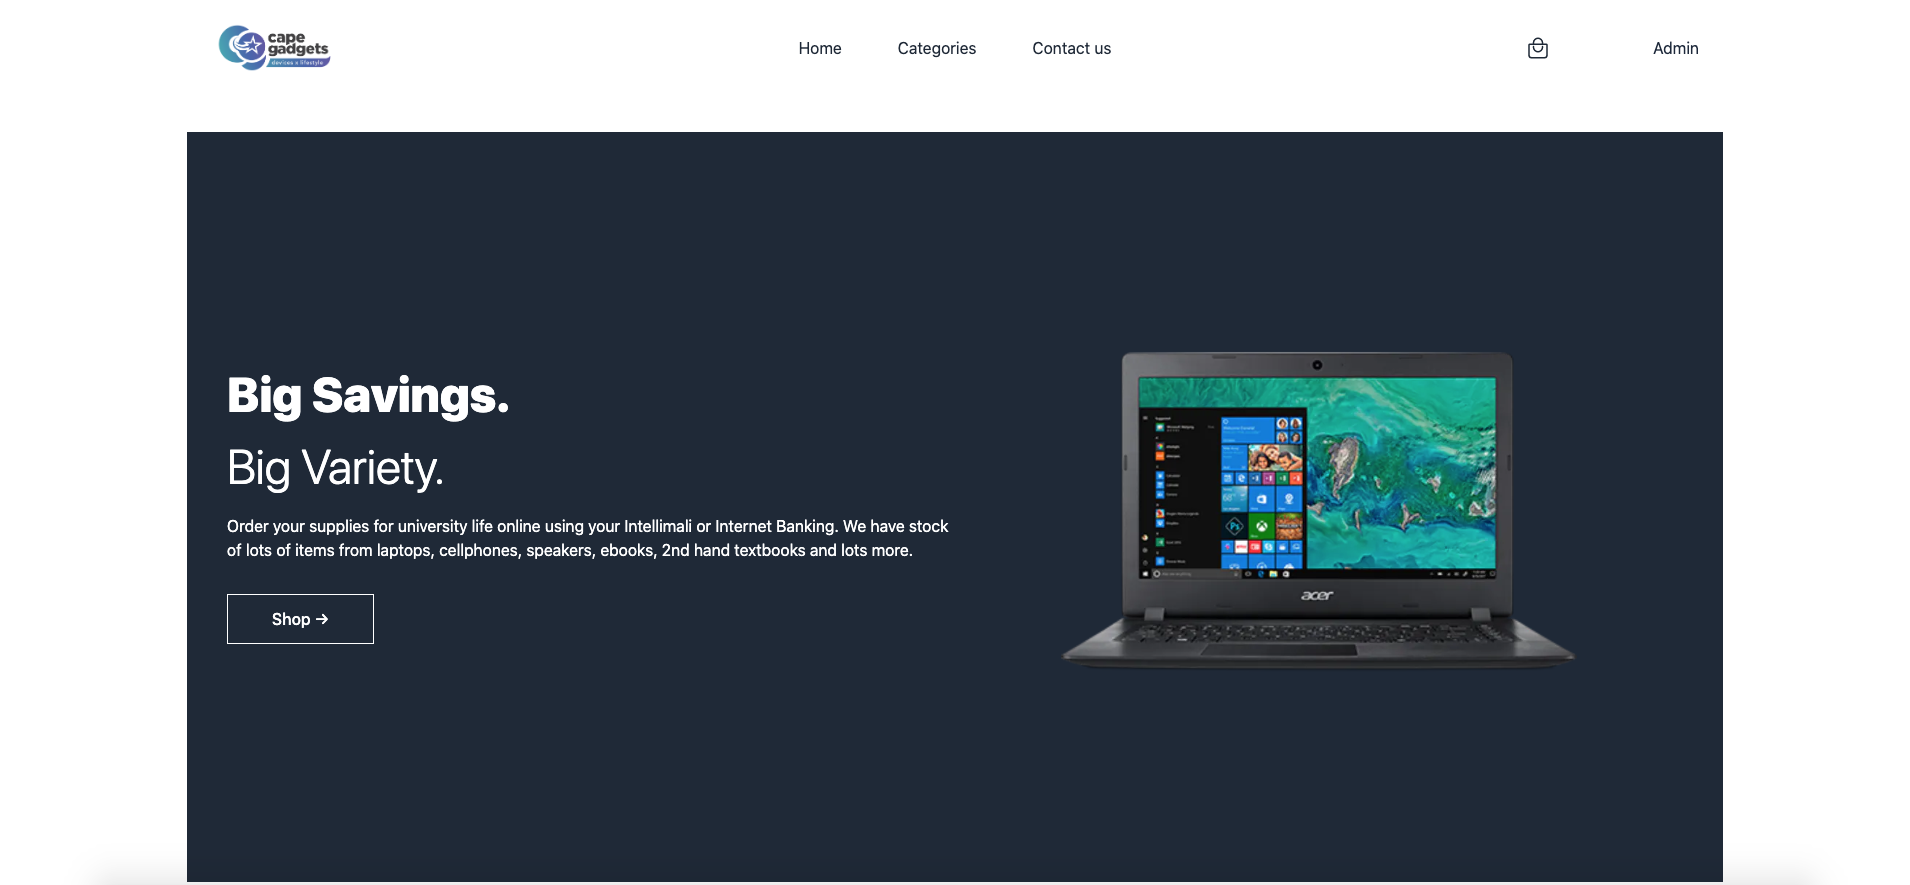 cape
gadgets
devices x lifestyle
Home
Categories
Contact us
Admin
Big Savings.
Big Variety.
Order your supplies for university life online using your Intellimali or Internet Banking. We have stock
of lots of items from laptops, cellphones, speakers, ebooks, 2nd hand textbooks and lots more.
Shop →
acer